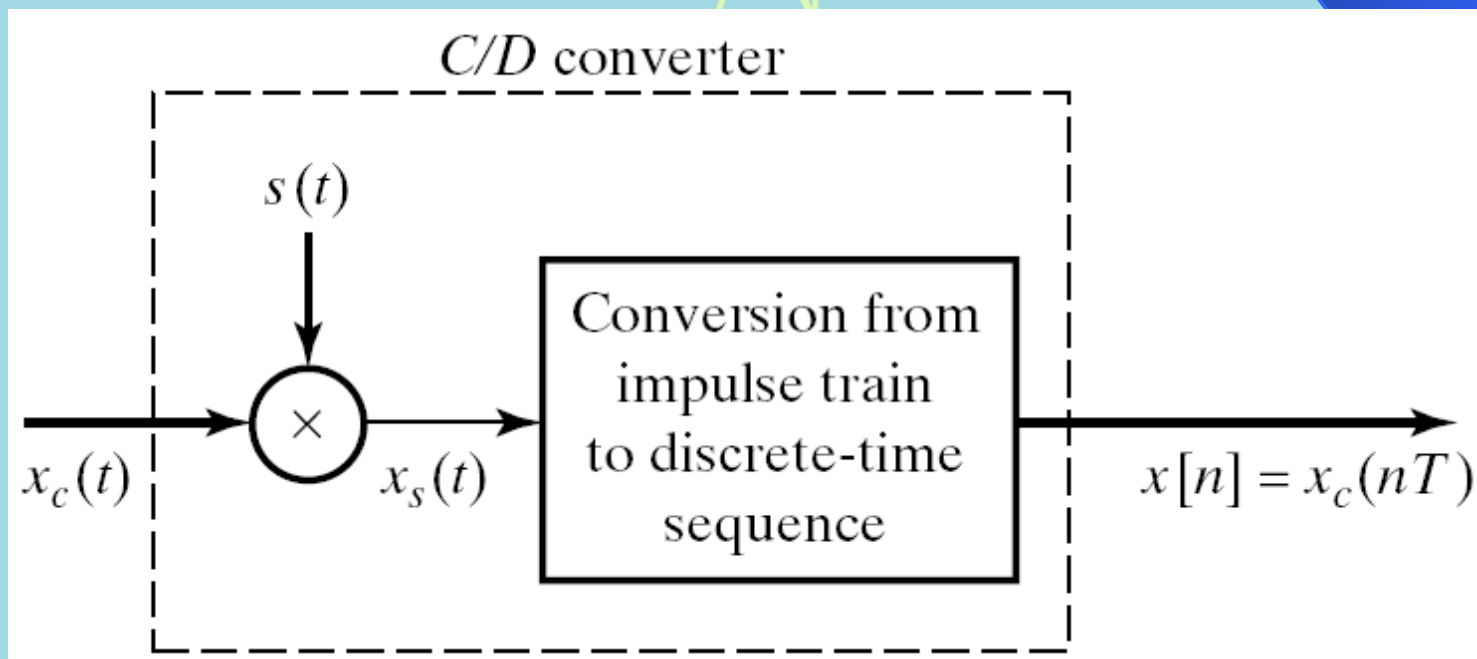 C/D converter
s(t)
Conversion from
impulse train
to discrete-time
sequence
×
x_c(t)
x_s(t)
x[n] = x_c(nT)